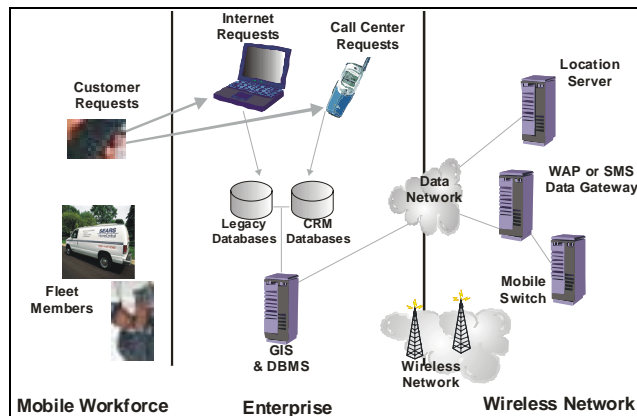 Internet
Requests
Call Center
Requests
Location
Server
Customer
Requests
WAP or SMS
Data Gateway
Data
Network
Legacy
Databases
CRM
Databases
SEARS
Fleet
Members
Mobile
Switch
GIS
& DBMS
Wireless
Network
Mobile Workforce
Enterprise
Wireless Network